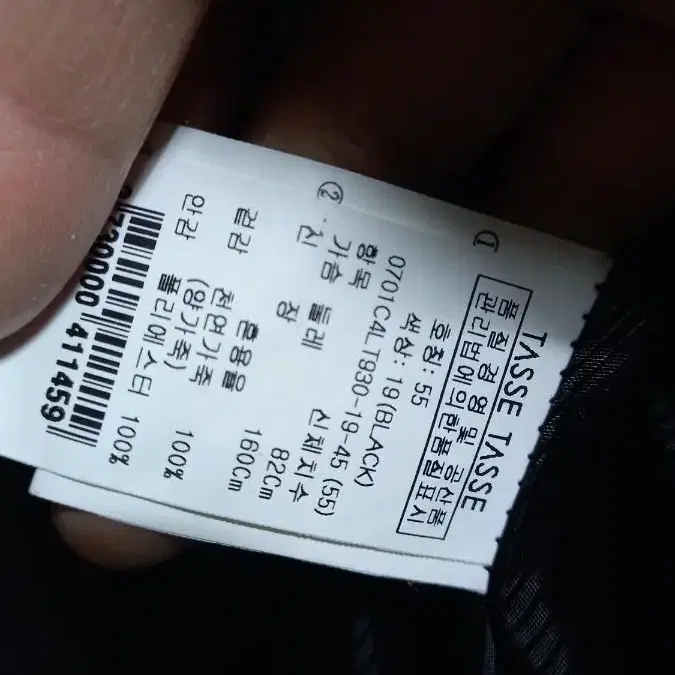 TASSE TASSE
품질경영및 공산품
관리법에의한품질표시
①
호칭: 55
색상: 19 (BLACK)
0701C4LT930-19-45 (55)
② 항목 신체치수
가슴둘레 82Cm
신장 160Cm
혼용율
겉감 천연가죽 100%
(양가죽)
안감 폴리에스터 100%
730000 411459